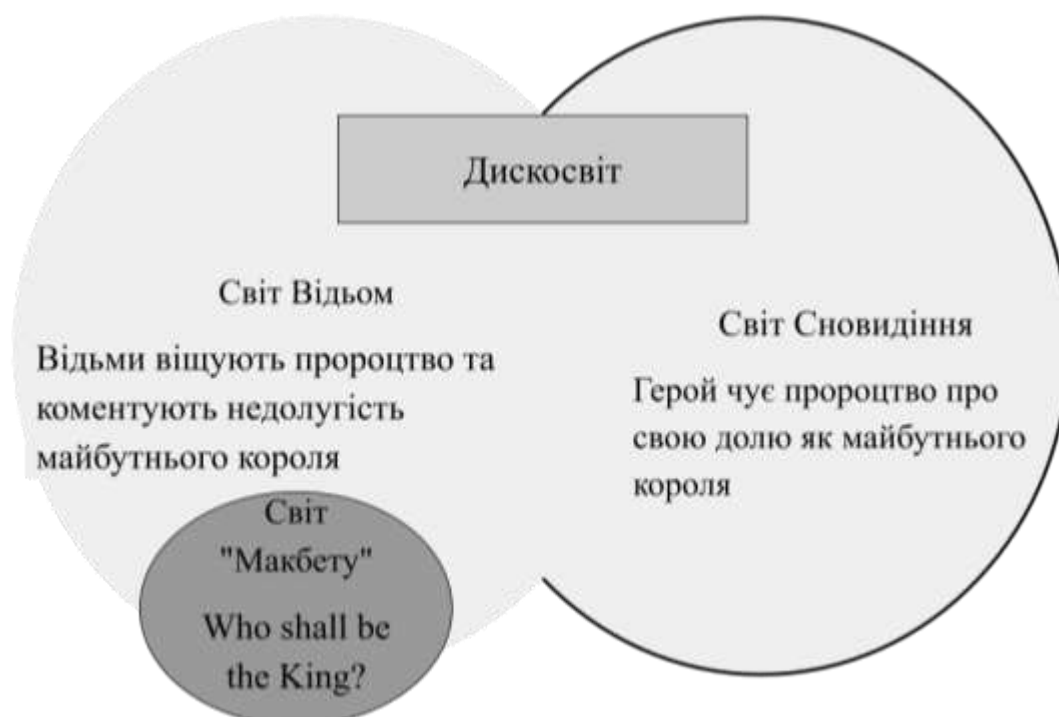 Дискосвіт
Світ Відьом
Відьми віщують пророцтво та
коментують недолугість
майбутнього короля
Світ Сновидіння
Герой чує пророцтво про
свою долю як майбутнього
короля
Світ
"Макбету"
Who shall be
the King?